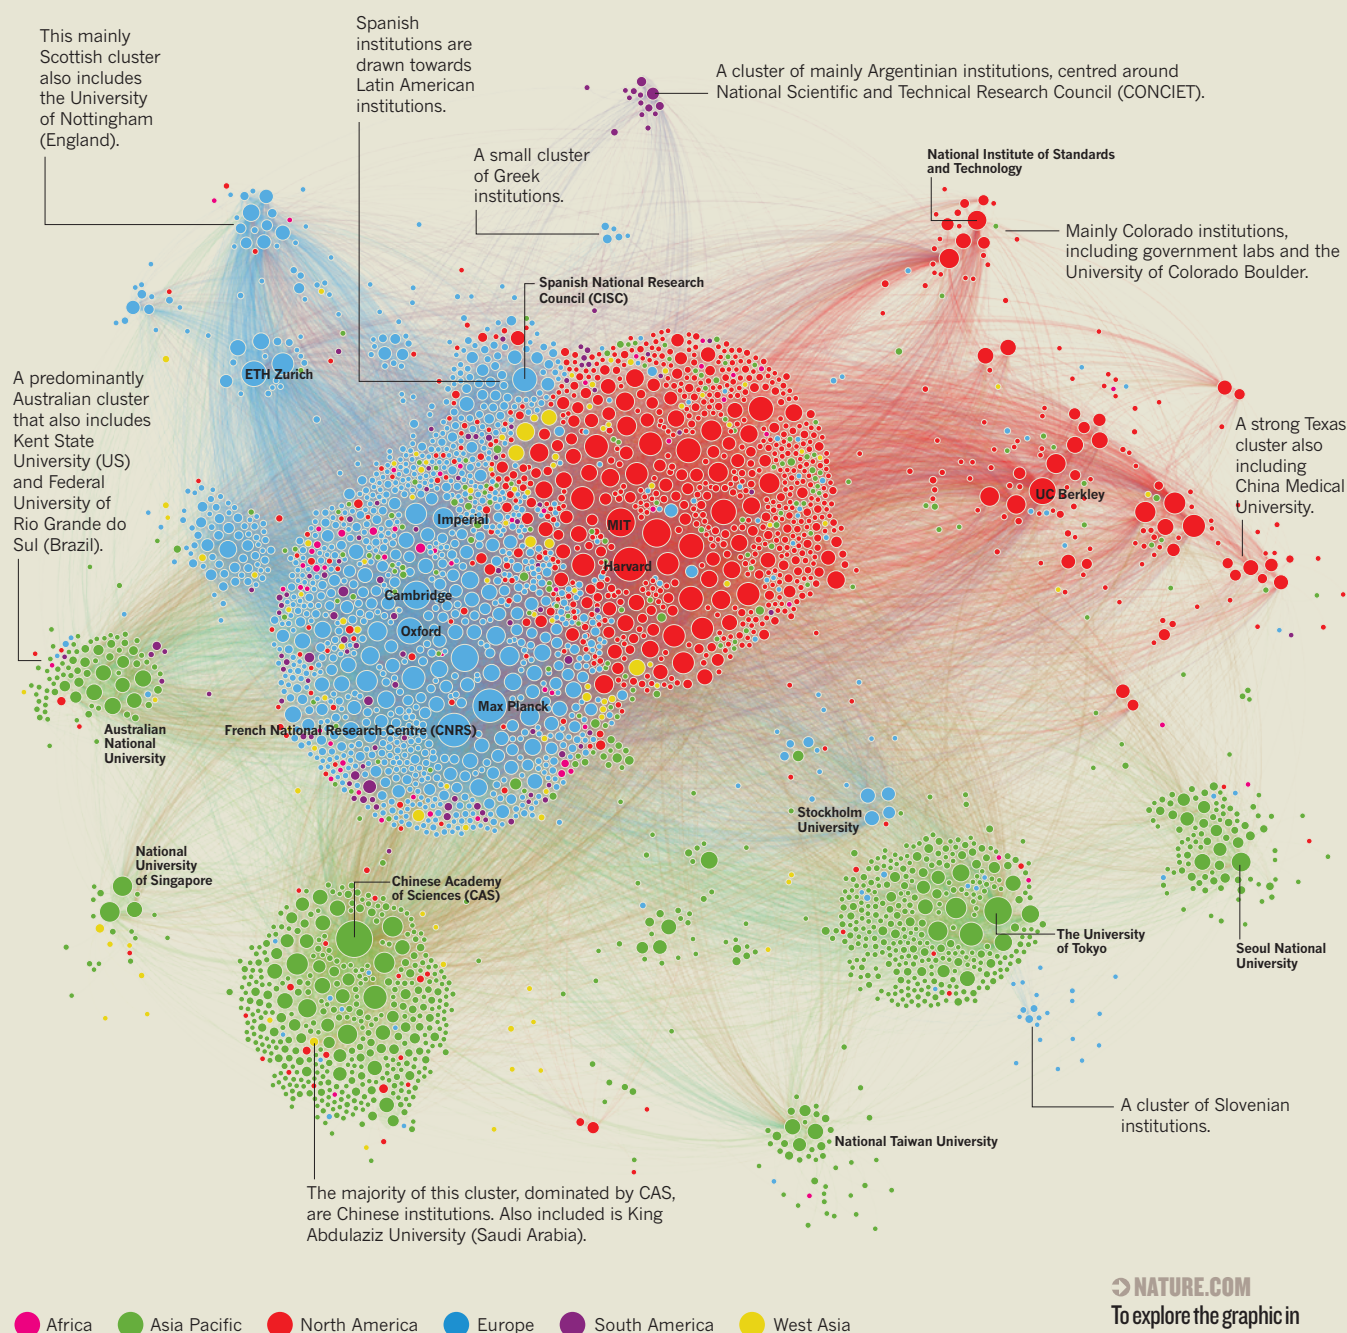 This mainly
Scottish cluster
also includes
the University
of Nottingham
(England).
Spanish
institutions are
drawn towards
Latin American
institutions.
A cluster of mainly Argentinian institutions, centred around
National Scientific and Technical Research Council (CONCIET).
A small cluster
of Greek
institutions.
National Institute of Standards
and Technology
Mainly Colorado institutions,
including government labs and the
University of Colorado Boulder.
Spanish National Research
Council (CISC)
ETH Zurich
A predominantly
Australian cluster
that also includes
Kent State
University (US)
and Federal
University of
Rio Grande do
Sul (Brazil).
A strong Texas
cluster also
including
China Medical
University.
UC Berkley
Imperial
MIT
Harvard
Cambridge
Oxford
Max Planck
French National Research Centre (CNRS)
Australian
National
University
Stockholm
University
National
University
of Singapore
Chinese Academy
of Sciences (CAS)
The University
of Tokyo
Seoul National
University
A cluster of Slovenian
institutions.
National Taiwan University
The majority of this cluster, dominated by CAS,
are Chinese institutions. Also included is King
Abdulaziz University (Saudi Arabia).
NATURE.COM
To explore the graphic in
Africa
Asia Pacific
North America
Europe
South America
West Asia